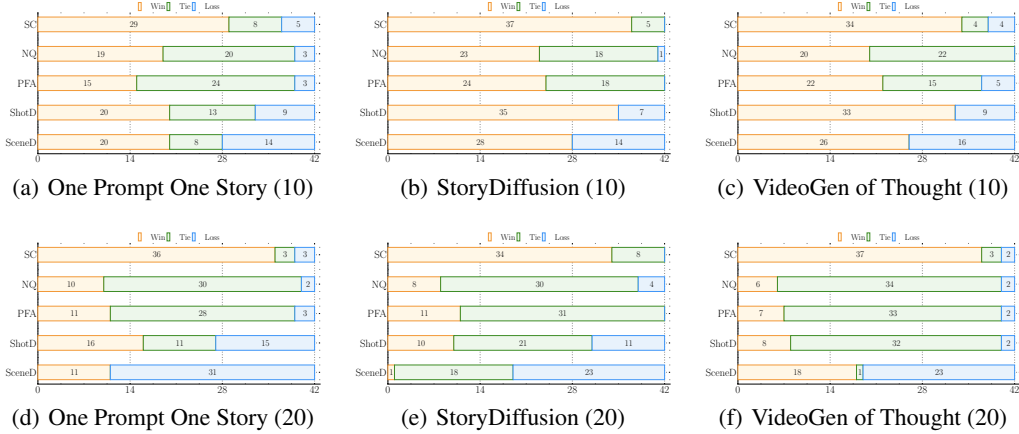 Win Tie Loss
SC 29 8 5
NQ 19 20 3
PFA 15 24 3
ShotD 20 13 9
SceneD 20 8 14
0 14 28 42
(a) One Prompt One Story (10)
Win Tie Loss
SC 37 5
NQ 23 18 1
PFA 24 18
ShotD 35 7
SceneD 28 14
0 14 28 42
(b) StoryDiffusion (10)
Win Tie Loss
SC 34 4 4
NQ 20 22
PFA 22 15 5
ShotD 33 9
SceneD 26 16
0 14 28 42
(c) VideoGen of Thought (10)
Win Tie Loss
SC 36 3 3
NQ 10 30 2
PFA 11 28 3
ShotD 16 11 15
SceneD 11 31
0 14 28 42
(d) One Prompt One Story (20)
Win Tie Loss
SC 34 8
NQ 8 30 4
PFA 11 31
ShotD 10 21 11
SceneD 1 18 23
0 14 28 42
(e) StoryDiffusion (20)
Win Tie Loss
SC 37 3 2
NQ 6 34 2
PFA 7 33 2
ShotD 8 32 2
SceneD 18 1 23
0 14 28 42
(f) VideoGen of Thought (20)